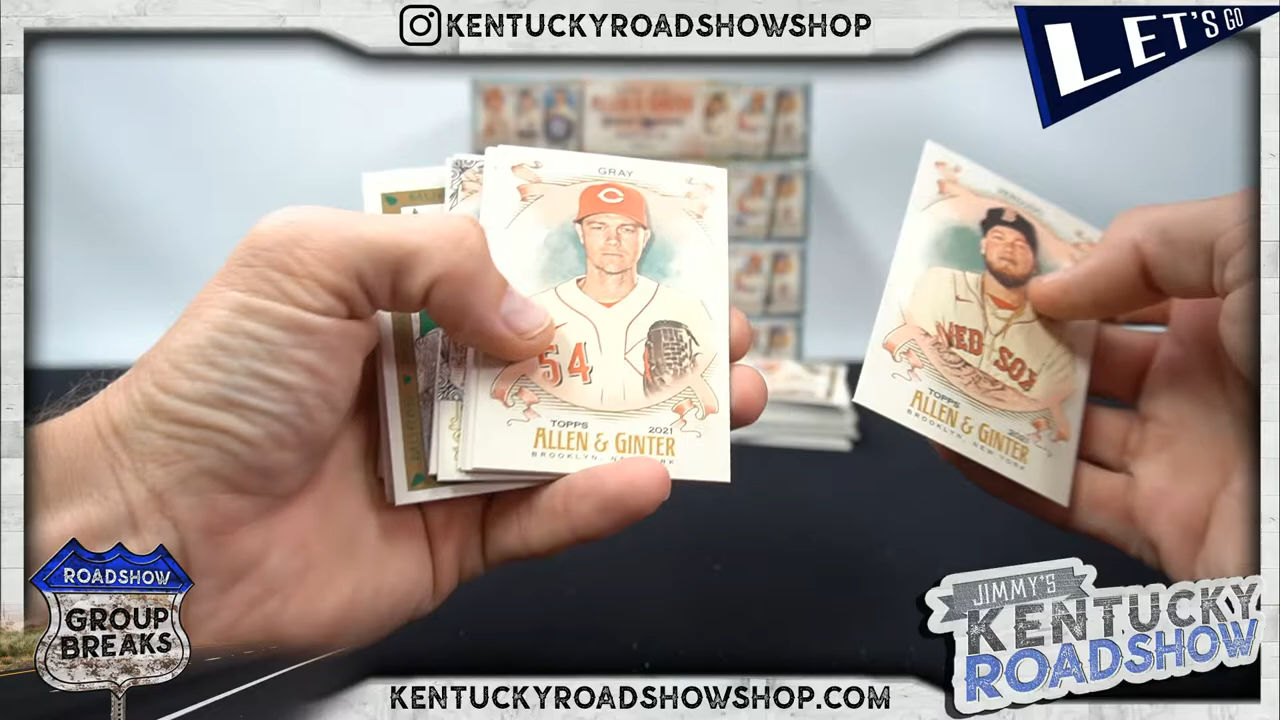 KENTUCKYROADSHOWSHOP
LET'S GO
GRAY
54
TOPPS 2021
ALLEN & GINTER
BROOKLYN, NEW YORK
RED SOX
TOPPS 2021
ALLEN & GINTER
BROOKLYN, NEW YORK
ROADSHOW
GROUP
BREAKS
JIMMY'S
KENTUCKY
ROADSHOW
KENTUCKYROADSHOWSHOP.COM